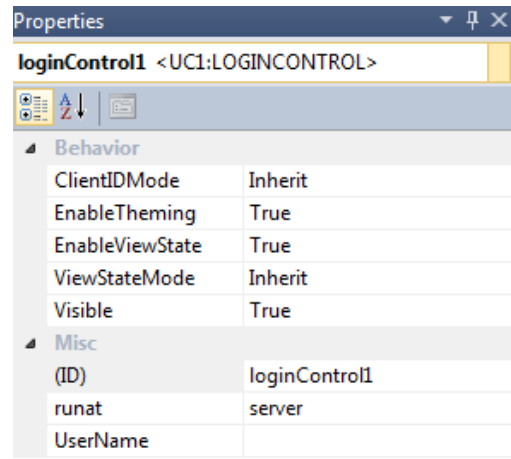 Properties
loginControl1 <UC1:LOGINCONTROL>
Behavior
ClientIDMode Inherit
EnableTheming True
EnableViewState True
ViewStateMode Inherit
Visible True
Misc
(ID) loginControl1
runat server
UserName